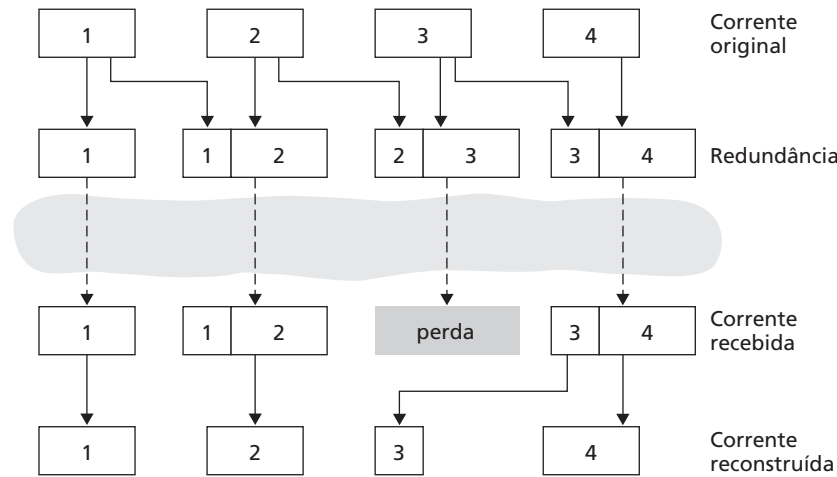 1 2 3 4 Corrente
original
1 1 2 2 3 3 4 Redundância
1 1 2 perda 3 4 Corrente
recebida
1 2 3 4 Corrente
reconstruída